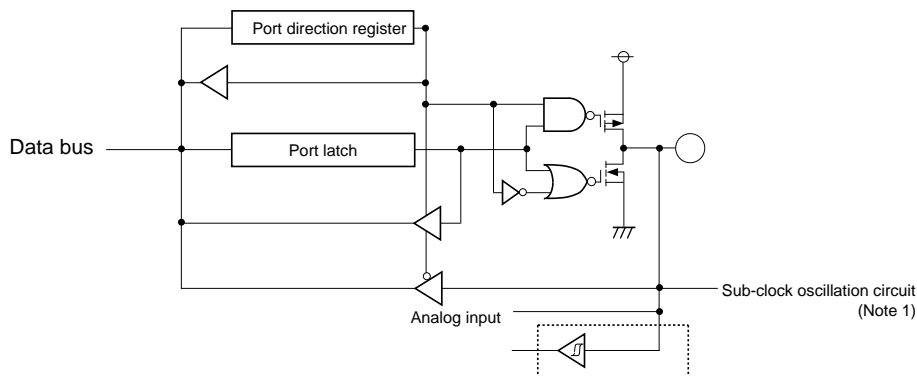 Port direction register
Data bus
Port latch
Sub-clock oscillation circuit
(Note 1)
Analog input